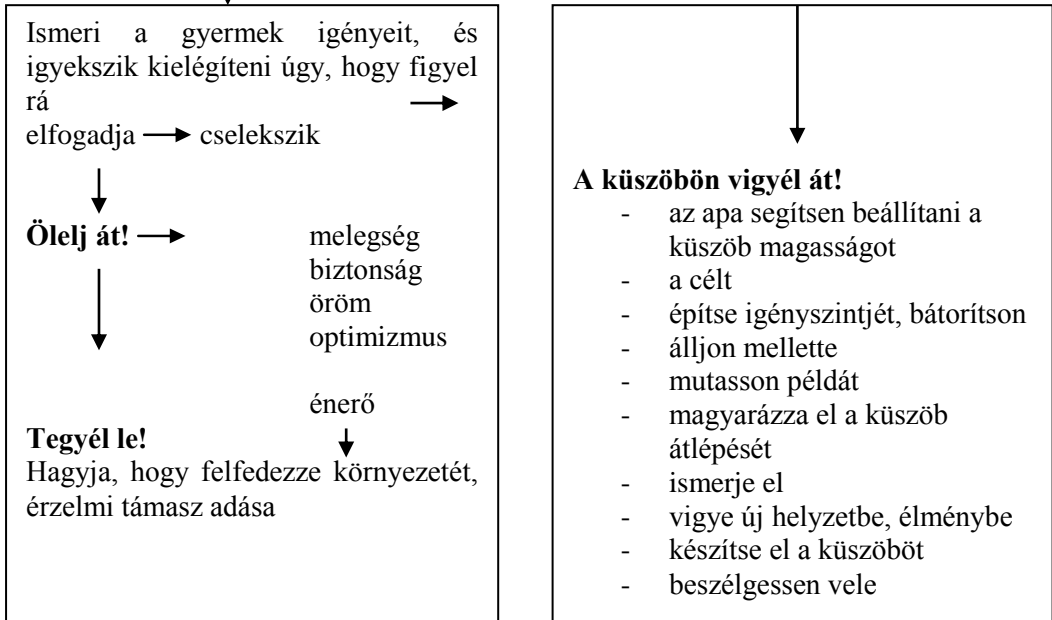 Ismeri a gyermek igényeit, és
igyekszik kielégíteni úgy, hogy figyel
rá
elfogadja cselekszik
Ölelj át!
melegség
biztonság
öröm
optimizmus
énerő
Tegyél le!
Hagyja, hogy felfedezze környezetét,
érzelmi támasz adása
A küszöbön vigyél át!
- az apa segítsen beállítani a
küszöb magasságot
- a célt
- építse igényszintjét, bátorítson
- álljon mellette
- mutasson példát
- magyarázza el a küszöb
átlépését
- ismerje el
- vigye új helyzetbe, élménybe
- készítse el a küszöböt
- beszélgessen vele